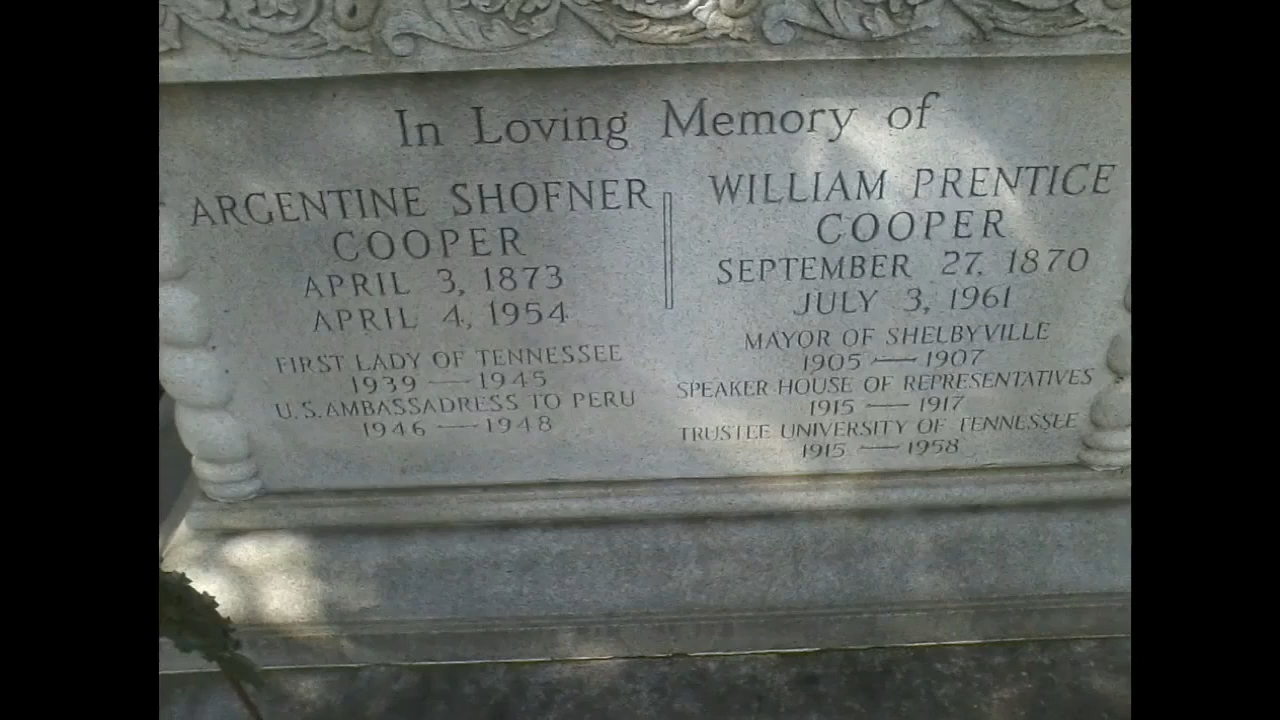 In Loving Memory of
ARGENTINE SHOFNER
COOPER
APRIL 3, 1873
APRIL 4, 1954
FIRST LADY OF TENNESSEE
1939 — 1945
U.S. AMBASSADRESS TO PERU
1946 — 1948
WILLIAM PRENTICE
COOPER
SEPTEMBER 27, 1870
JULY 3, 1961
MAYOR OF SHELBYVILLE
1905 — 1907
SPEAKER HOUSE OF REPRESENTATIVES
1915 — 1917
TRUSTEE UNIVERSITY OF TENNESSEE
1915 — 1958